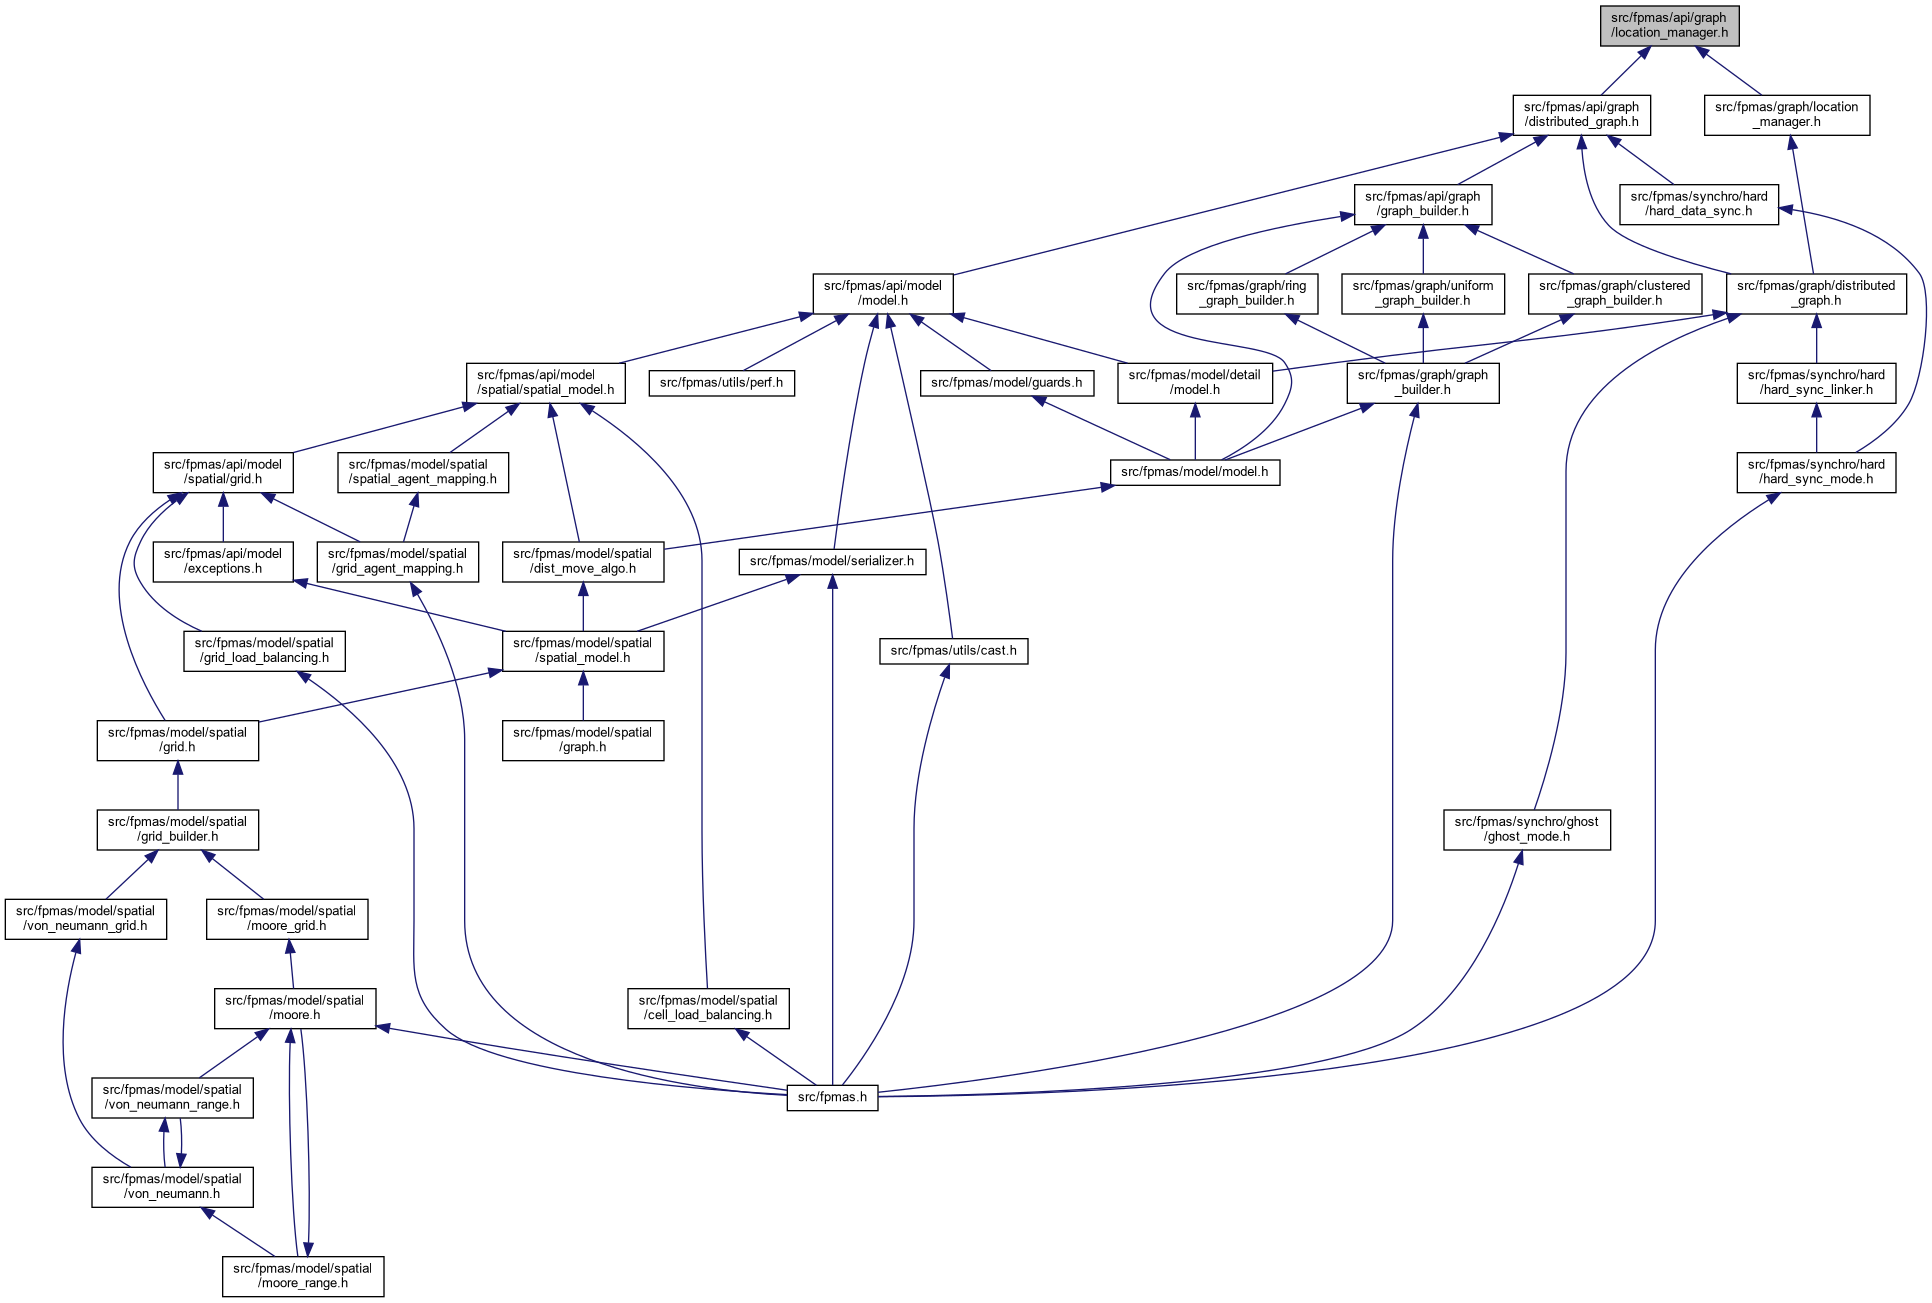 src/fpmas/api/graph
/location_manager.h
src/fpmas/api/graph
/distributed_graph.h
src/fpmas/graph/location
_manager.h
src/fpmas/api/graph
/graph_builder.h
src/fpmas/synchro/hard
/hard_data_sync.h
src/fpmas/api/model
/model.h
src/fpmas/graph/ring
_graph_builder.h
src/fpmas/graph/uniform
_graph_builder.h
src/fpmas/graph/clustered
_graph_builder.h
src/fpmas/graph/distributed
_graph.h
src/fpmas/api/model
/spatial/spatial_model.h
src/fpmas/utils/perf.h
src/fpmas/model/guards.h
src/fpmas/model/detail
/model.h
src/fpmas/graph/graph
_builder.h
src/fpmas/synchro/hard
/hard_sync_linker.h
src/fpmas/api/model
/spatial/grid.h
src/fpmas/model/spatial
/spatial_agent_mapping.h
src/fpmas/model/model.h
src/fpmas/synchro/hard
/hard_sync_mode.h
src/fpmas/api/model
/exceptions.h
src/fpmas/model/spatial
/grid_agent_mapping.h
src/fpmas/model/spatial
/dist_move_algo.h
src/fpmas/model/serializer.h
src/fpmas/model/spatial
/grid_load_balancing.h
src/fpmas/model/spatial
/spatial_model.h
src/fpmas/utils/cast.h
src/fpmas/model/spatial
/grid.h
src/fpmas/model/spatial
/graph.h
src/fpmas/model/spatial
/grid_builder.h
src/fpmas/synchro/ghost
/ghost_mode.h
src/fpmas/model/spatial
/von_neumann_grid.h
src/fpmas/model/spatial
/moore_grid.h
src/fpmas/model/spatial
/moore.h
src/fpmas/model/spatial
/cell_load_balancing.h
src/fpmas/model/spatial
/von_neumann_range.h
src/fpmas.h
src/fpmas/model/spatial
/von_neumann.h
src/fpmas/model/spatial
/moore_range.h